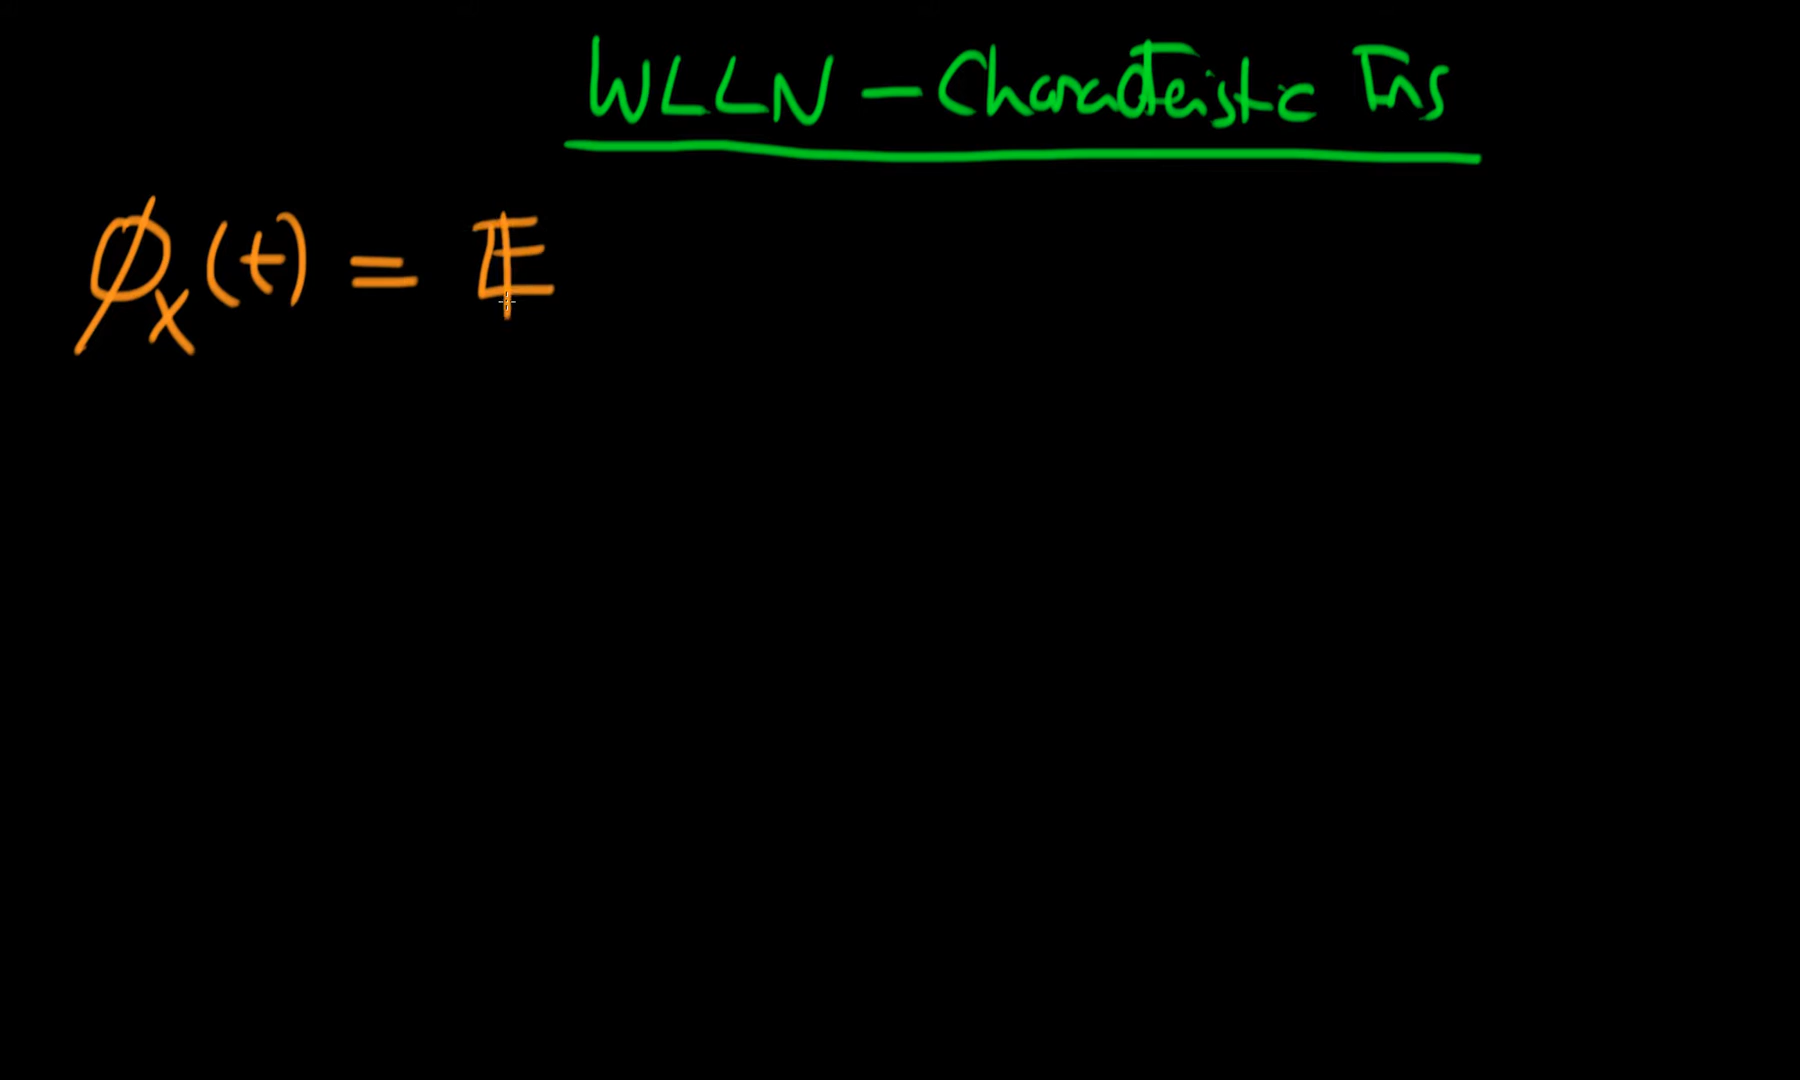 WLLN - Characteristic Fns
ϕ_X(t) = 𝔼